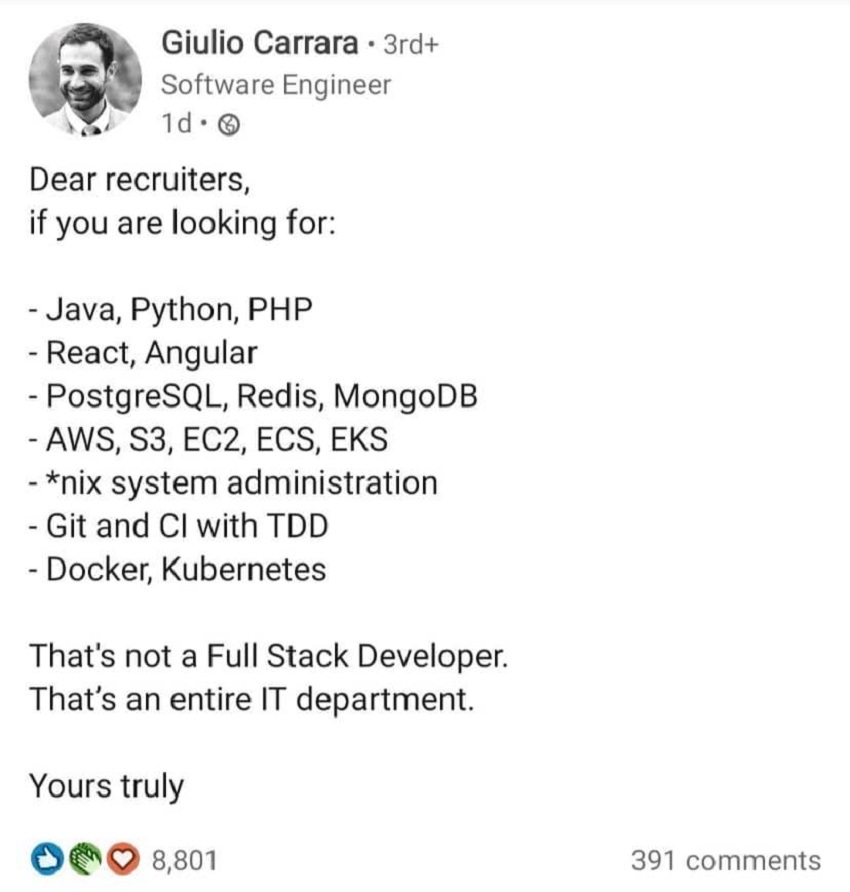 Giulio Carrara • 3rd+
Software Engineer
1d •
Dear recruiters,
if you are looking for:
- Java, Python, PHP
- React, Angular
- PostgreSQL, Redis, MongoDB
- AWS, S3, EC2, ECS, EKS
- *nix system administration
- Git and CI with TDD
- Docker, Kubernetes
That's not a Full Stack Developer.
That's an entire IT department.
Yours truly
8,801
391 comments